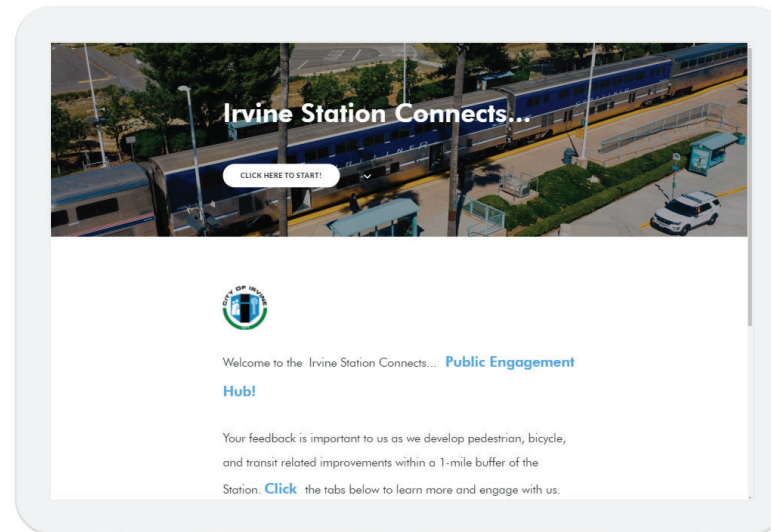 Irvine Station Connects...
CLICK HERE TO START!
CITY OF IRVINE
Welcome to the Irvine Station Connects... Public Engagement
Hub!
Your feedback is important to us as we develop pedestrian, bicycle,
and transit related improvements within a 1-mile buffer of the
Station. Click the tabs below to learn more and engage with us.